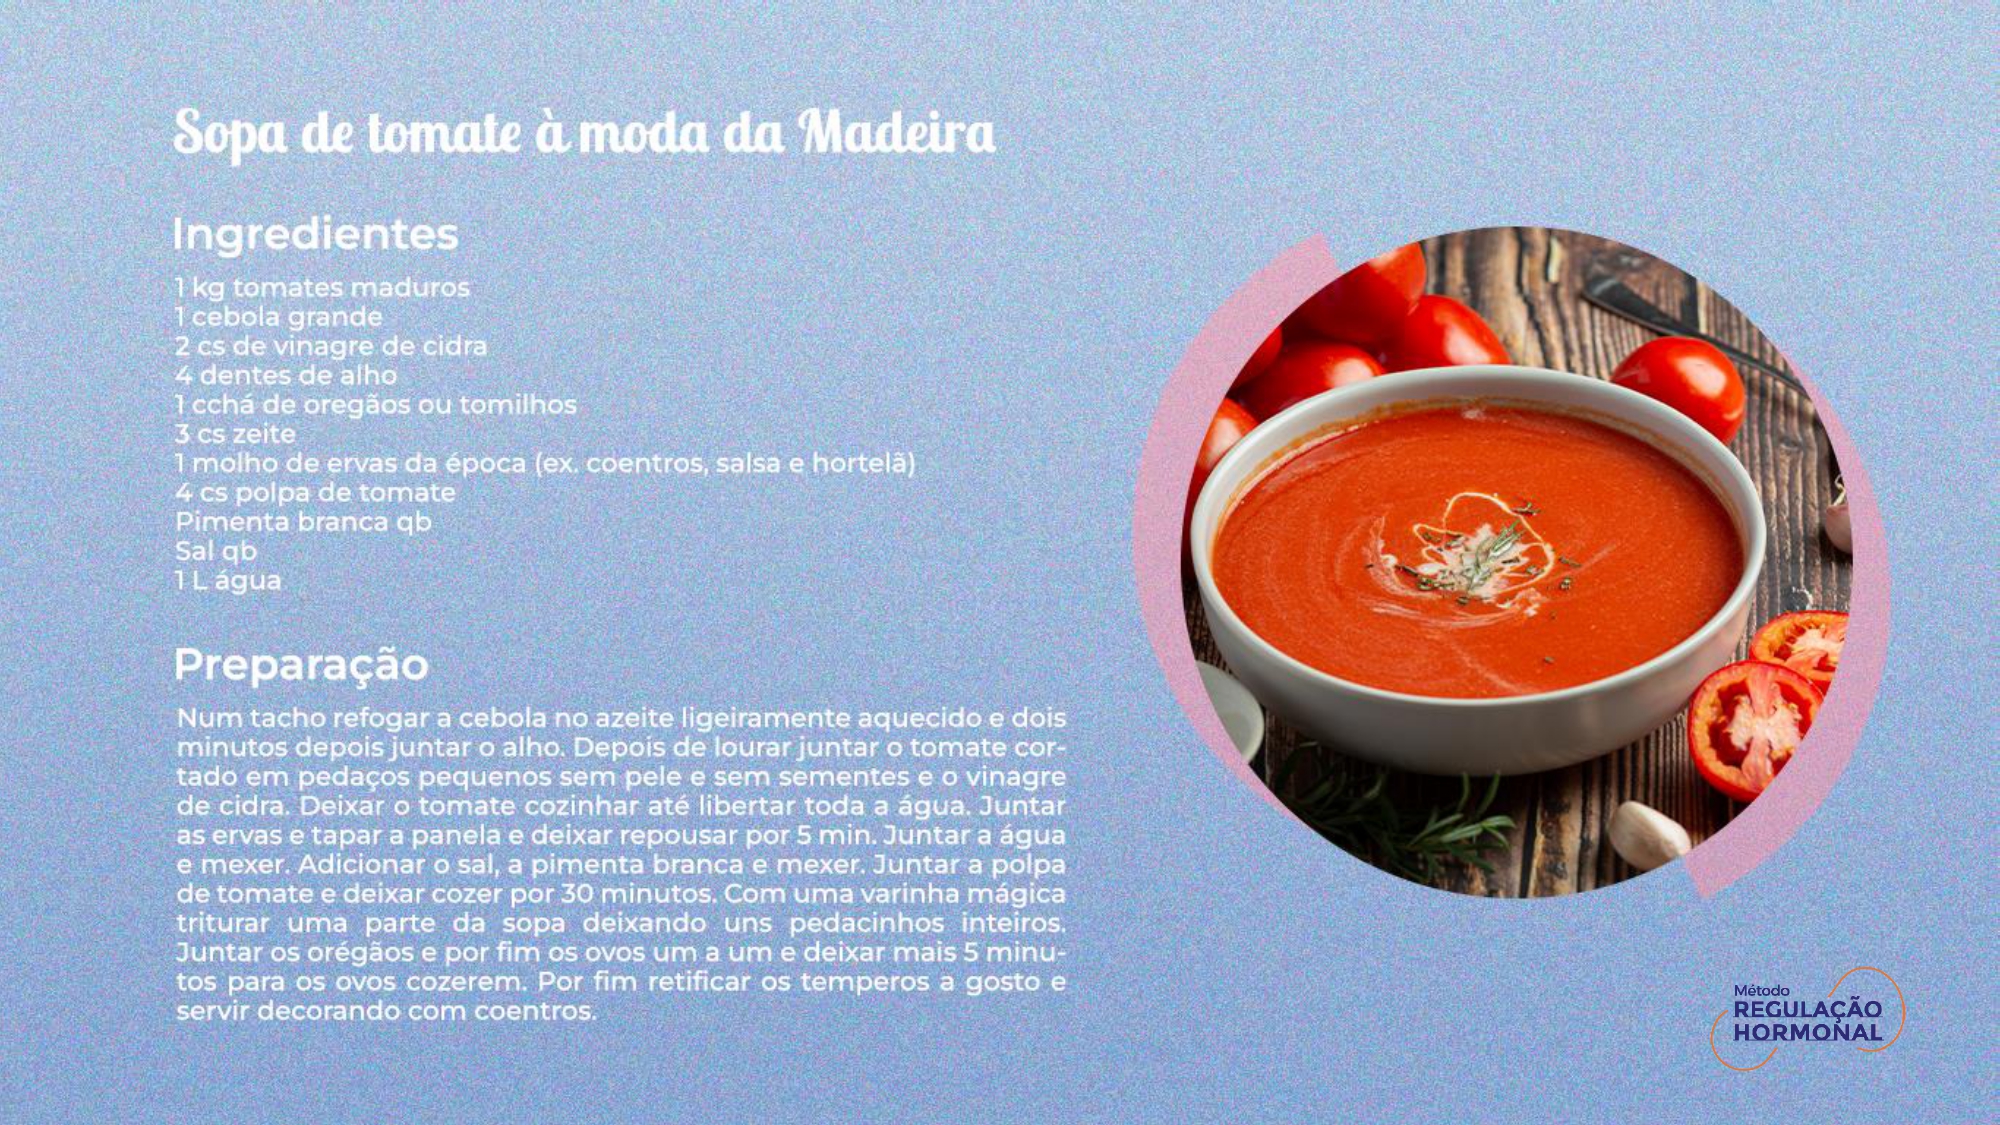 Sopa de tomate à moda da Madeira
Ingredientes
1 kg tomates maduros
1 cebola grande
2 cs de vinagre de cidra
4 dentes de alho
1 cchá de oregãos ou tomilhos
3 cs zeite
1 molho de ervas da época (ex. coentros, salsa e hortelã)
4 cs polpa de tomate
Pimenta branca qb
Sal qb
1 L água
Preparação
Num tacho refogar a cebola no azeite ligeiramente aquecido e dois
minutos depois juntar o alho. Depois de lourar juntar o tomate cor-
tado em pedaços pequenos sem pele e sem sementes e o vinagre
de cidra. Deixar o tomate cozinhar até libertar toda a água. Juntar
as ervas e tapar a panela e deixar repousar por 5 min. Juntar a água
e mexer. Adicionar o sal, a pimenta branca e mexer. Juntar a polpa
de tomate e deixar cozer por 30 minutos. Com uma varinha mágica
triturar uma parte da sopa deixando uns pedacinhos inteiros.
Juntar os orégãos e por fim os ovos um a um e deixar mais 5 minu-
tos para os ovos cozerem. Por fim retificar os temperos a gosto e
servir decorando com coentros.
Método
REGULAÇÃO
HORMONAL